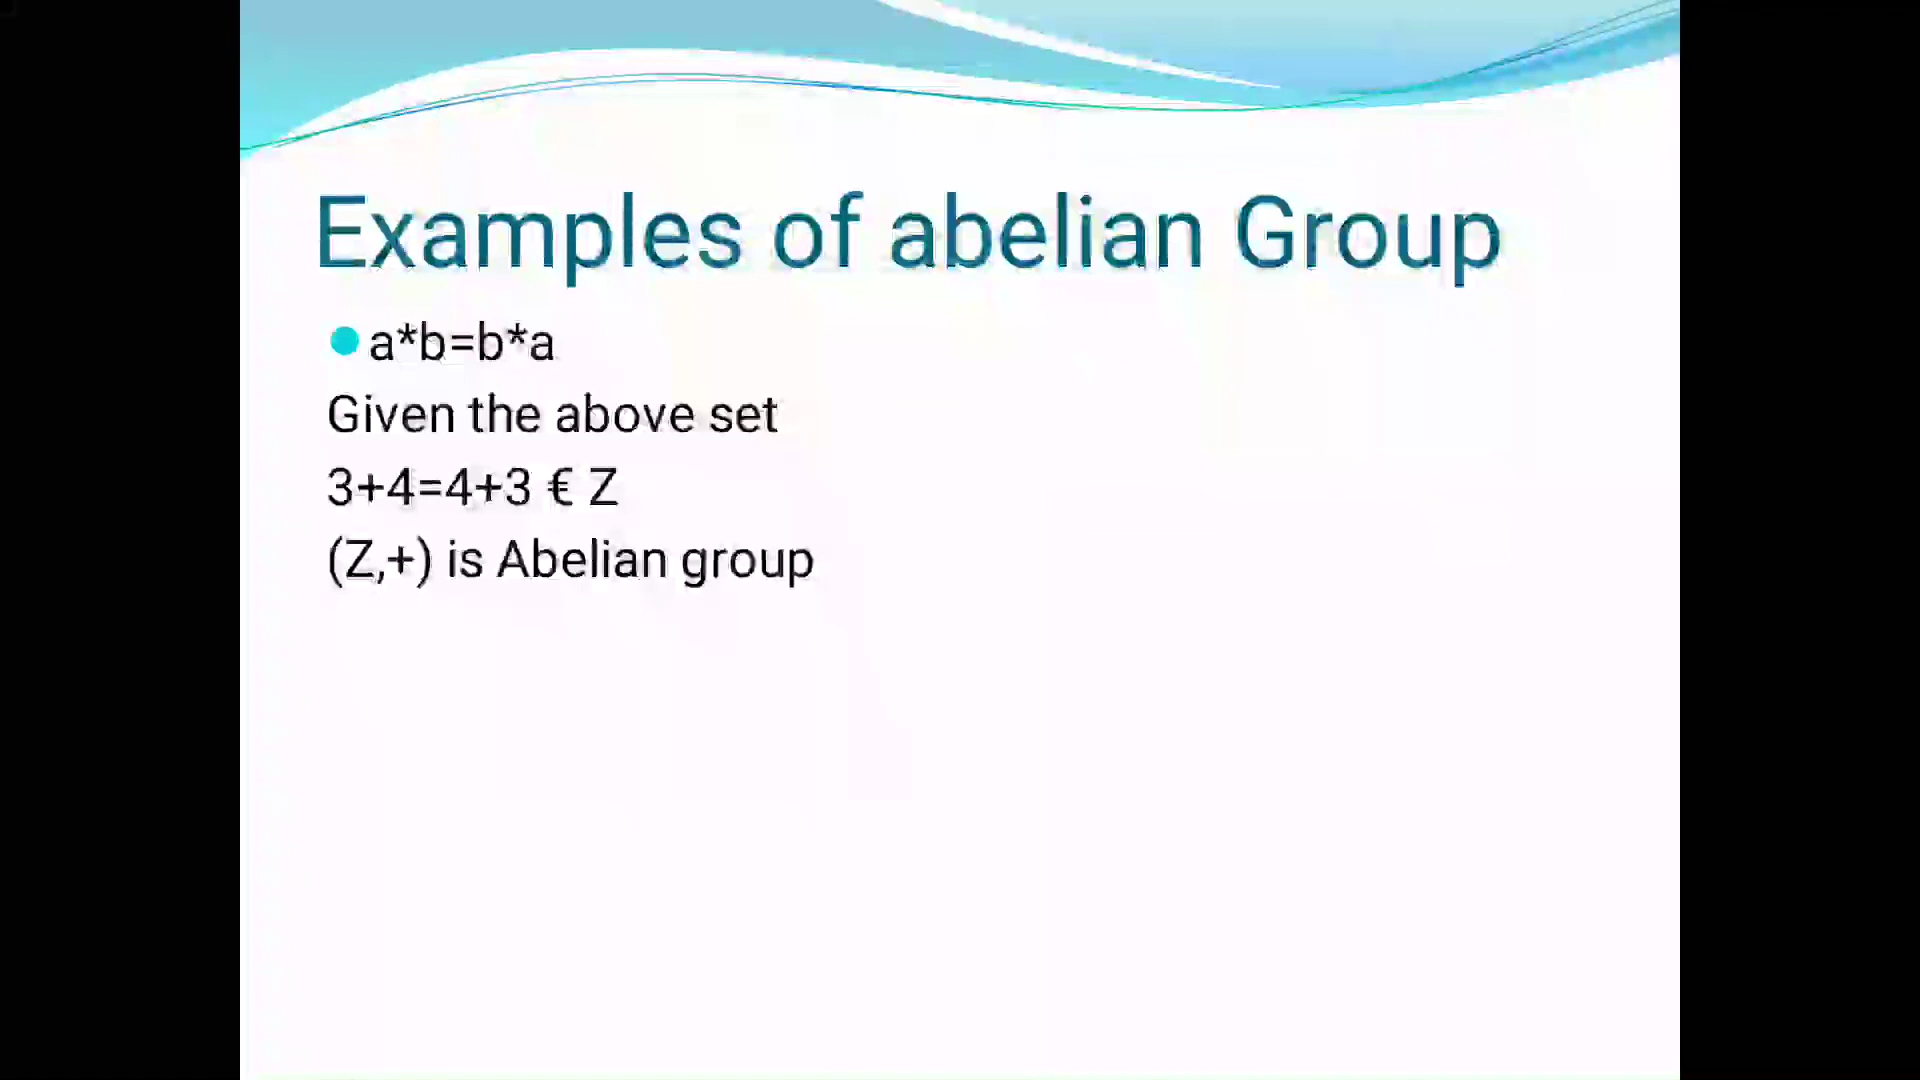 Examples of abelian Group
a*b=b*a
Given the above set
3+4=4+3 € Z
(Z,+) is Abelian group